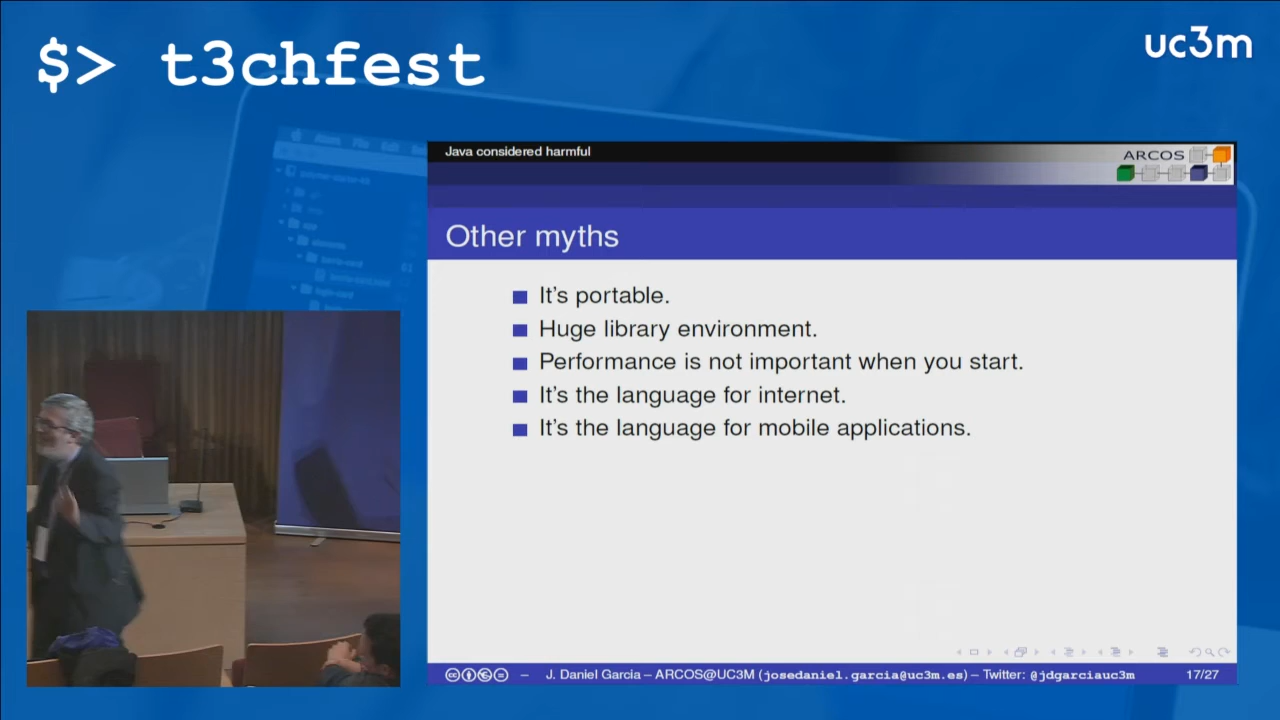 $> t3chfest
uc3m
Java considered harmful
ARCOS
Other myths
It's portable.
Huge library environment.
Performance is not important when you start.
It's the language for internet.
It's the language for mobile applications.
– J. Daniel Garcia – ARCOS@UC3M (josedaniel.garcia@uc3m.es) – Twitter: @jdgarciauc3m 17/27